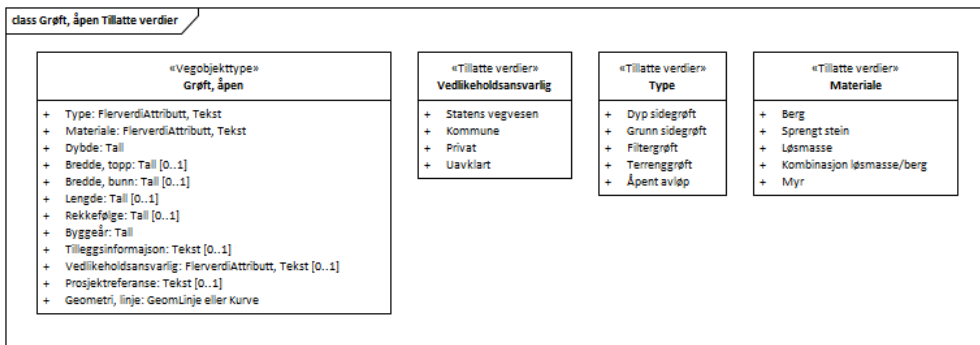 class Grøft, åpen Tillatte verdier
«Vegobjekttype»
Grøft, åpen
+ Type: FlerverdiAttributt, Tekst
+ Materiale: FlerverdiAttributt, Tekst
+ Dybde: Tall
+ Bredde, topp: Tall [0..1]
+ Bredde, bunn: Tall [0..1]
+ Lengde: Tall [0..1]
+ Rekkefølge: Tall [0..1]
+ Byggeår: Tall
+ Tilleggsinformajson: Tekst [0..1]
+ Vedlikeholdsansvarlig: FlerverdiAttributt, Tekst [0..1]
+ Prosjektreferanse: Tekst [0..1]
+ Geometri, linje: GeomLinje eller Kurve
«Tillatte verdier»
Vedlikeholdsansvarlig
+ Statens vegvesen
+ Kommune
+ Privat
+ Uavklart
«Tillatte verdier»
Type
+ Dyp sidegrøft
+ Grunn sidegrøft
+ Filtergrøft
+ Terrenggrøft
+ Åpent avløp
«Tillatte verdier»
Materiale
+ Berg
+ Sprengt stein
+ Løsmasse
+ Kombinasjon løsmasse/berg
+ Myr